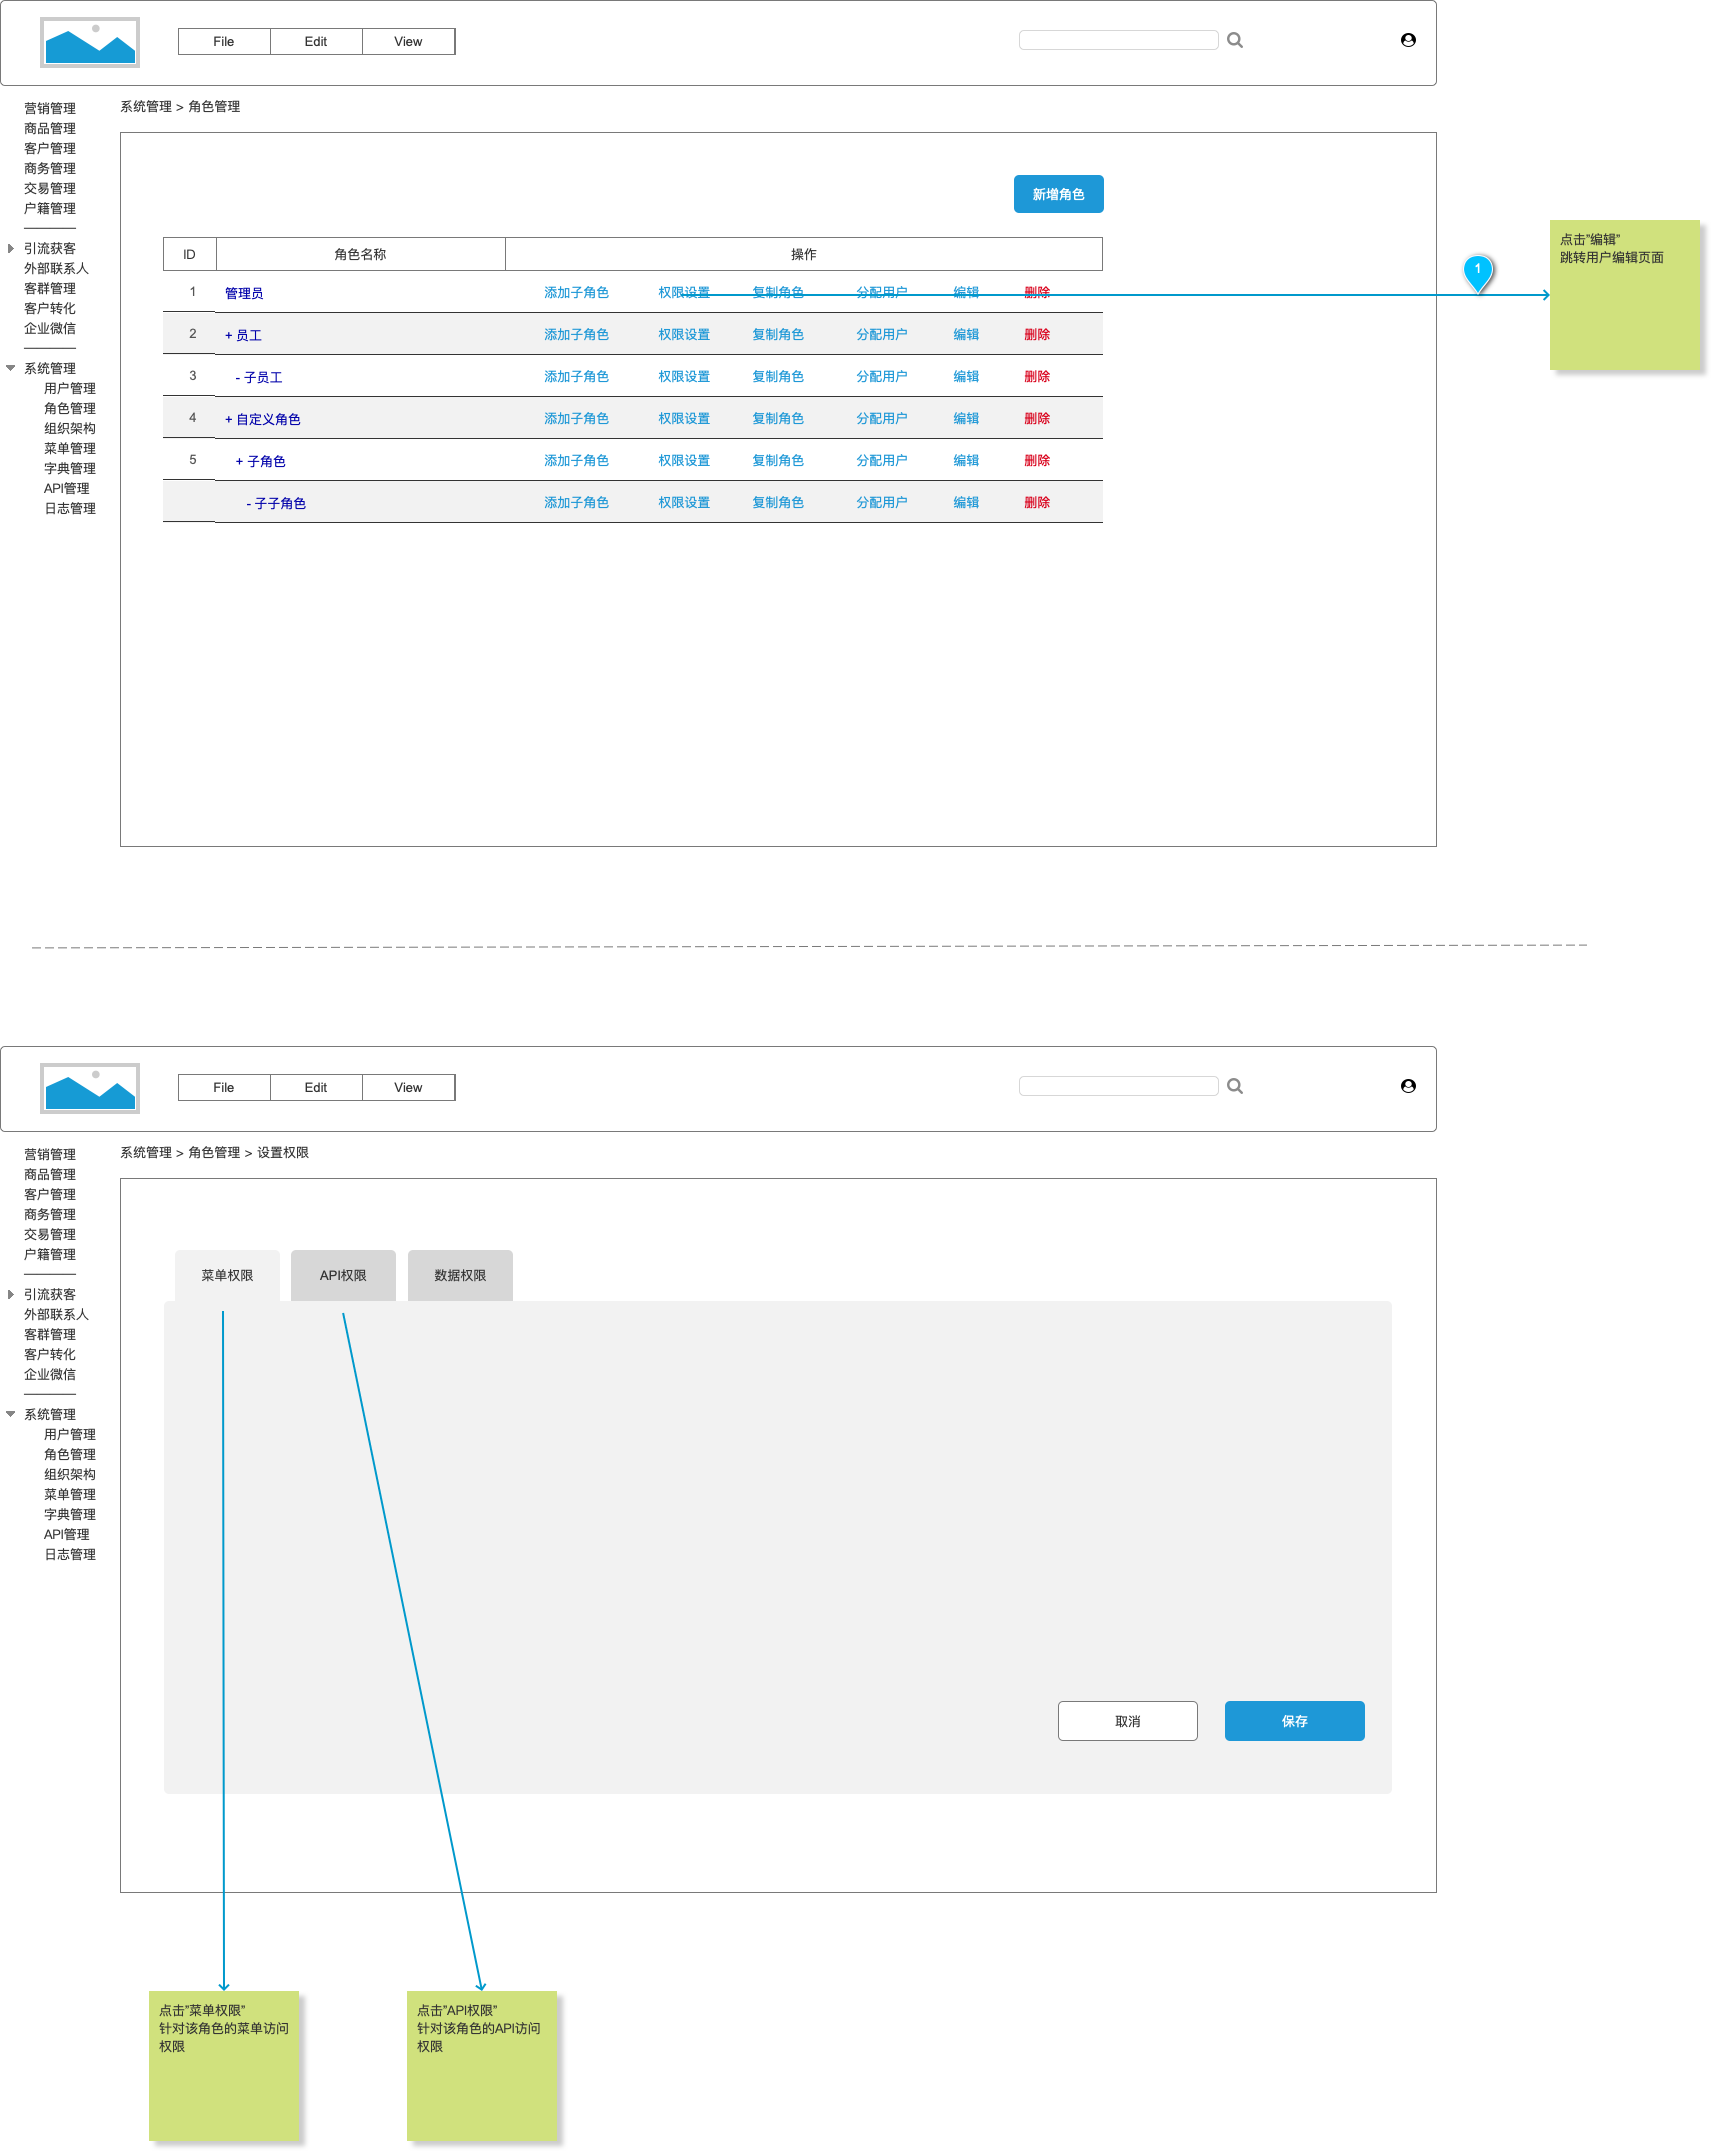 File Edit View
系统管理 > 角色管理
营销管理
商品管理
客户管理
商务管理
交易管理
户籍管理
引流获客
外部联系人
客群管理
客户转化
企业微信
系统管理
用户管理
角色管理
组织架构
菜单管理
字典管理
API管理
日志管理
新增角色
ID 角色名称 操作
1 管理员 添加子角色 权限设置 复制角色 分配用户 编辑 删除
2 + 员工 添加子角色 权限设置 复制角色 分配用户 编辑 删除
3 - 子员工 添加子角色 权限设置 复制角色 分配用户 编辑 删除
4 + 自定义角色 添加子角色 权限设置 复制角色 分配用户 编辑 删除
5 + 子角色 添加子角色 权限设置 复制角色 分配用户 编辑 删除
- 子子角色 添加子角色 权限设置 复制角色 分配用户 编辑 删除
1
点击”编辑”
跳转用户编辑页面
File Edit View
系统管理 > 角色管理 > 设置权限
营销管理
商品管理
客户管理
商务管理
交易管理
户籍管理
引流获客
外部联系人
客群管理
客户转化
企业微信
系统管理
用户管理
角色管理
组织架构
菜单管理
字典管理
API管理
日志管理
菜单权限 API权限 数据权限
取消 保存
点击”菜单权限”
针对该角色的菜单访问
权限
点击”API权限”
针对该角色的API访问
权限